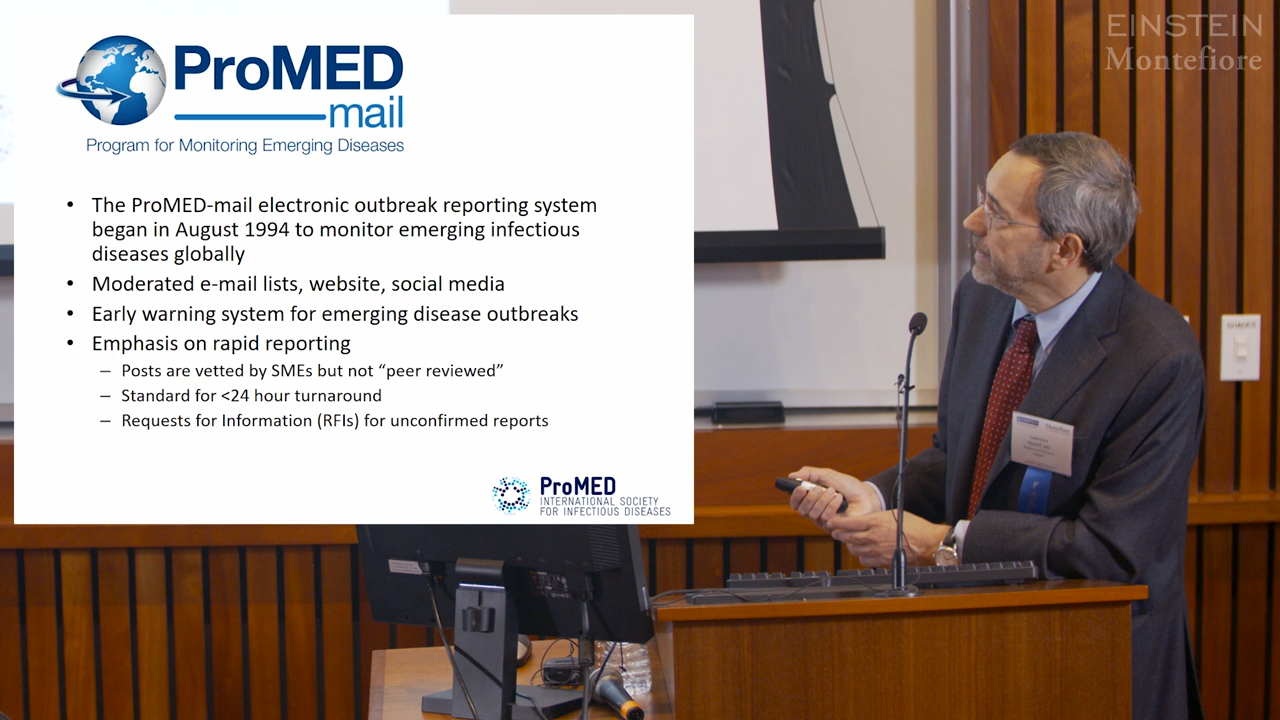 EINSTEIN
Montefiore
ProMED
mail
Program for Monitoring Emerging Diseases
• The ProMED-mail electronic outbreak reporting system
began in August 1994 to monitor emerging infectious
diseases globally
• Moderated e-mail lists, website, social media
• Early warning system for emerging disease outbreaks
• Emphasis on rapid reporting
– Posts are vetted by SMEs but not “peer reviewed”
– Standard for <24 hour turnaround
– Requests for Information (RFIs) for unconfirmed reports
ProMED
INTERNATIONAL SOCIETY
FOR INFECTIOUS DISEASES
SHADES
Montefiore